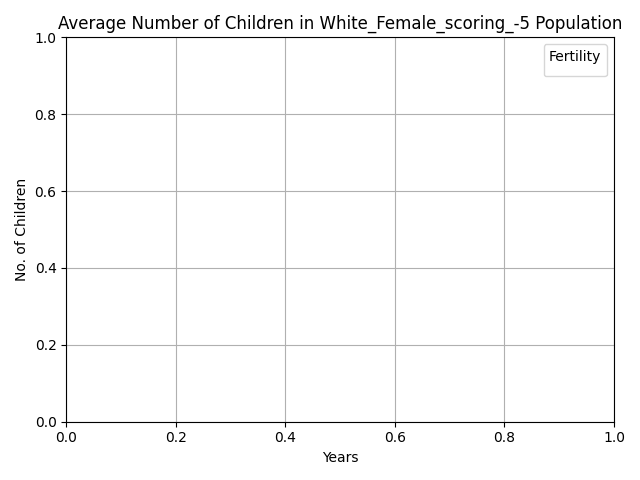 Average Number of Children in White_Female_scoring_-5 Population
Fertility
No. of Children
1.0
0.8
0.6
0.4
0.2
0.0
0.0 0.2 0.4 0.6 0.8 1.0
Years